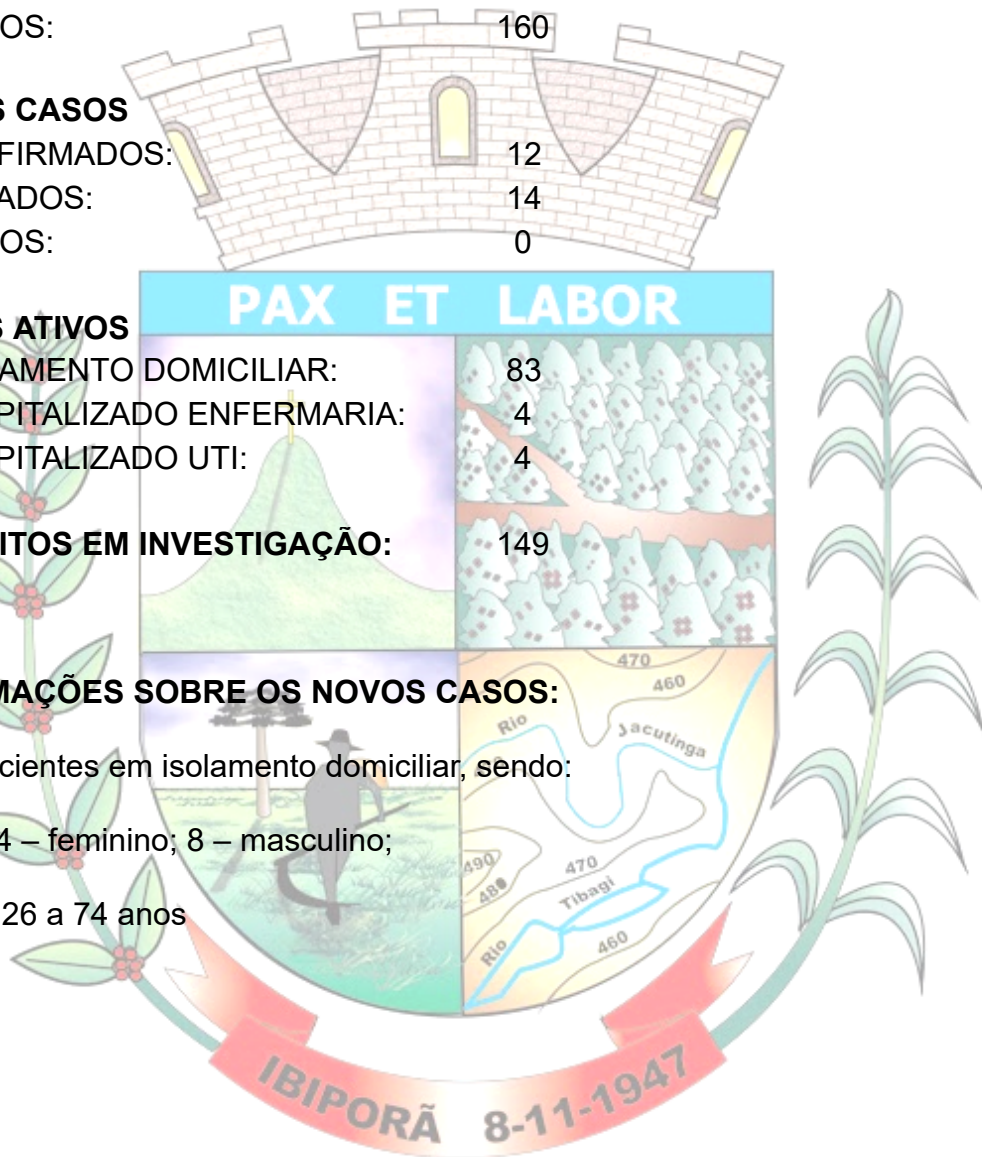 OS: 160
S CASOS
FIRMADOS: 12
ADOS: 14
OS: 0
PAX ET LABOR
S ATIVOS
AMENTO DOMICILIAR: 83
PITALIZADO ENFERMARIA: 4
PITALIZADO UTI: 4
ITOS EM INVESTIGAÇÃO: 149
470
460
MAÇÕES SOBRE OS NOVOS CASOS:
Rio Jacutinga
cientes em isolamento domiciliar, sendo:
4 – feminino; 8 – masculino;
490
480
470
Rio Tibagi
460
26 a 74 anos
IBIPORÃ 8-11-1947